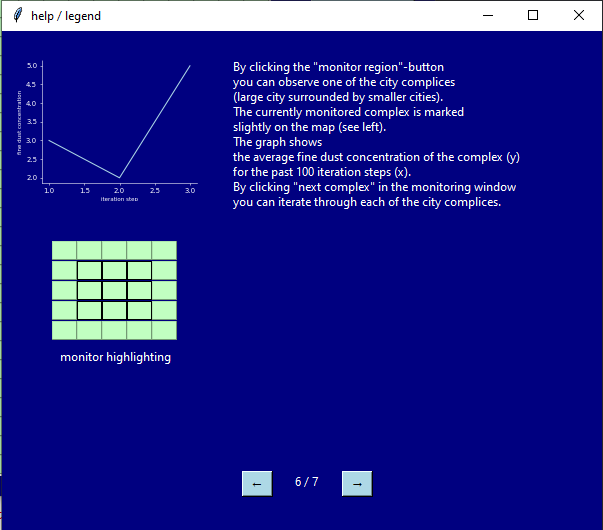 help / legend
5.0
4.5
4.0
3.5
3.0
2.5
2.0
fine dust concentration
1.0 1.5 2.0 2.5 3.0
iteration step
By clicking the "monitor region"-button
you can observe one of the city complices
(large city surrounded by smaller cities).
The currently monitored complex is marked
slightly on the map (see left).
The graph shows
the average fine dust concentration of the complex (y)
for the past 100 iteration steps (x).
By clicking "next complex" in the monitoring window
you can iterate through each of the city complices.
monitor highlighting
← 6 / 7 →